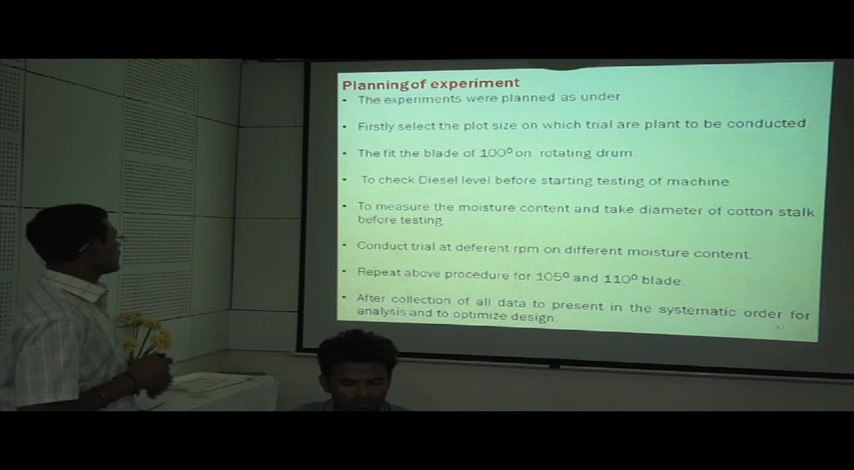 Planning of experiment
• The experiments were planned as under
• Firstly select the plot size on which trial are plant to be conducted.
• The fit the blade of 100º on rotating drum.
• To check Diesel level before starting testing of machine.
• To measure the moisture content and take diameter of cotton stalk
before testing
• Conduct trial at deferent rpm on different moisture content.
• Repeat above procedure for 105º and 110º blade.
• After collection of all data to present in the systematic order for
analysis and to optimize design.